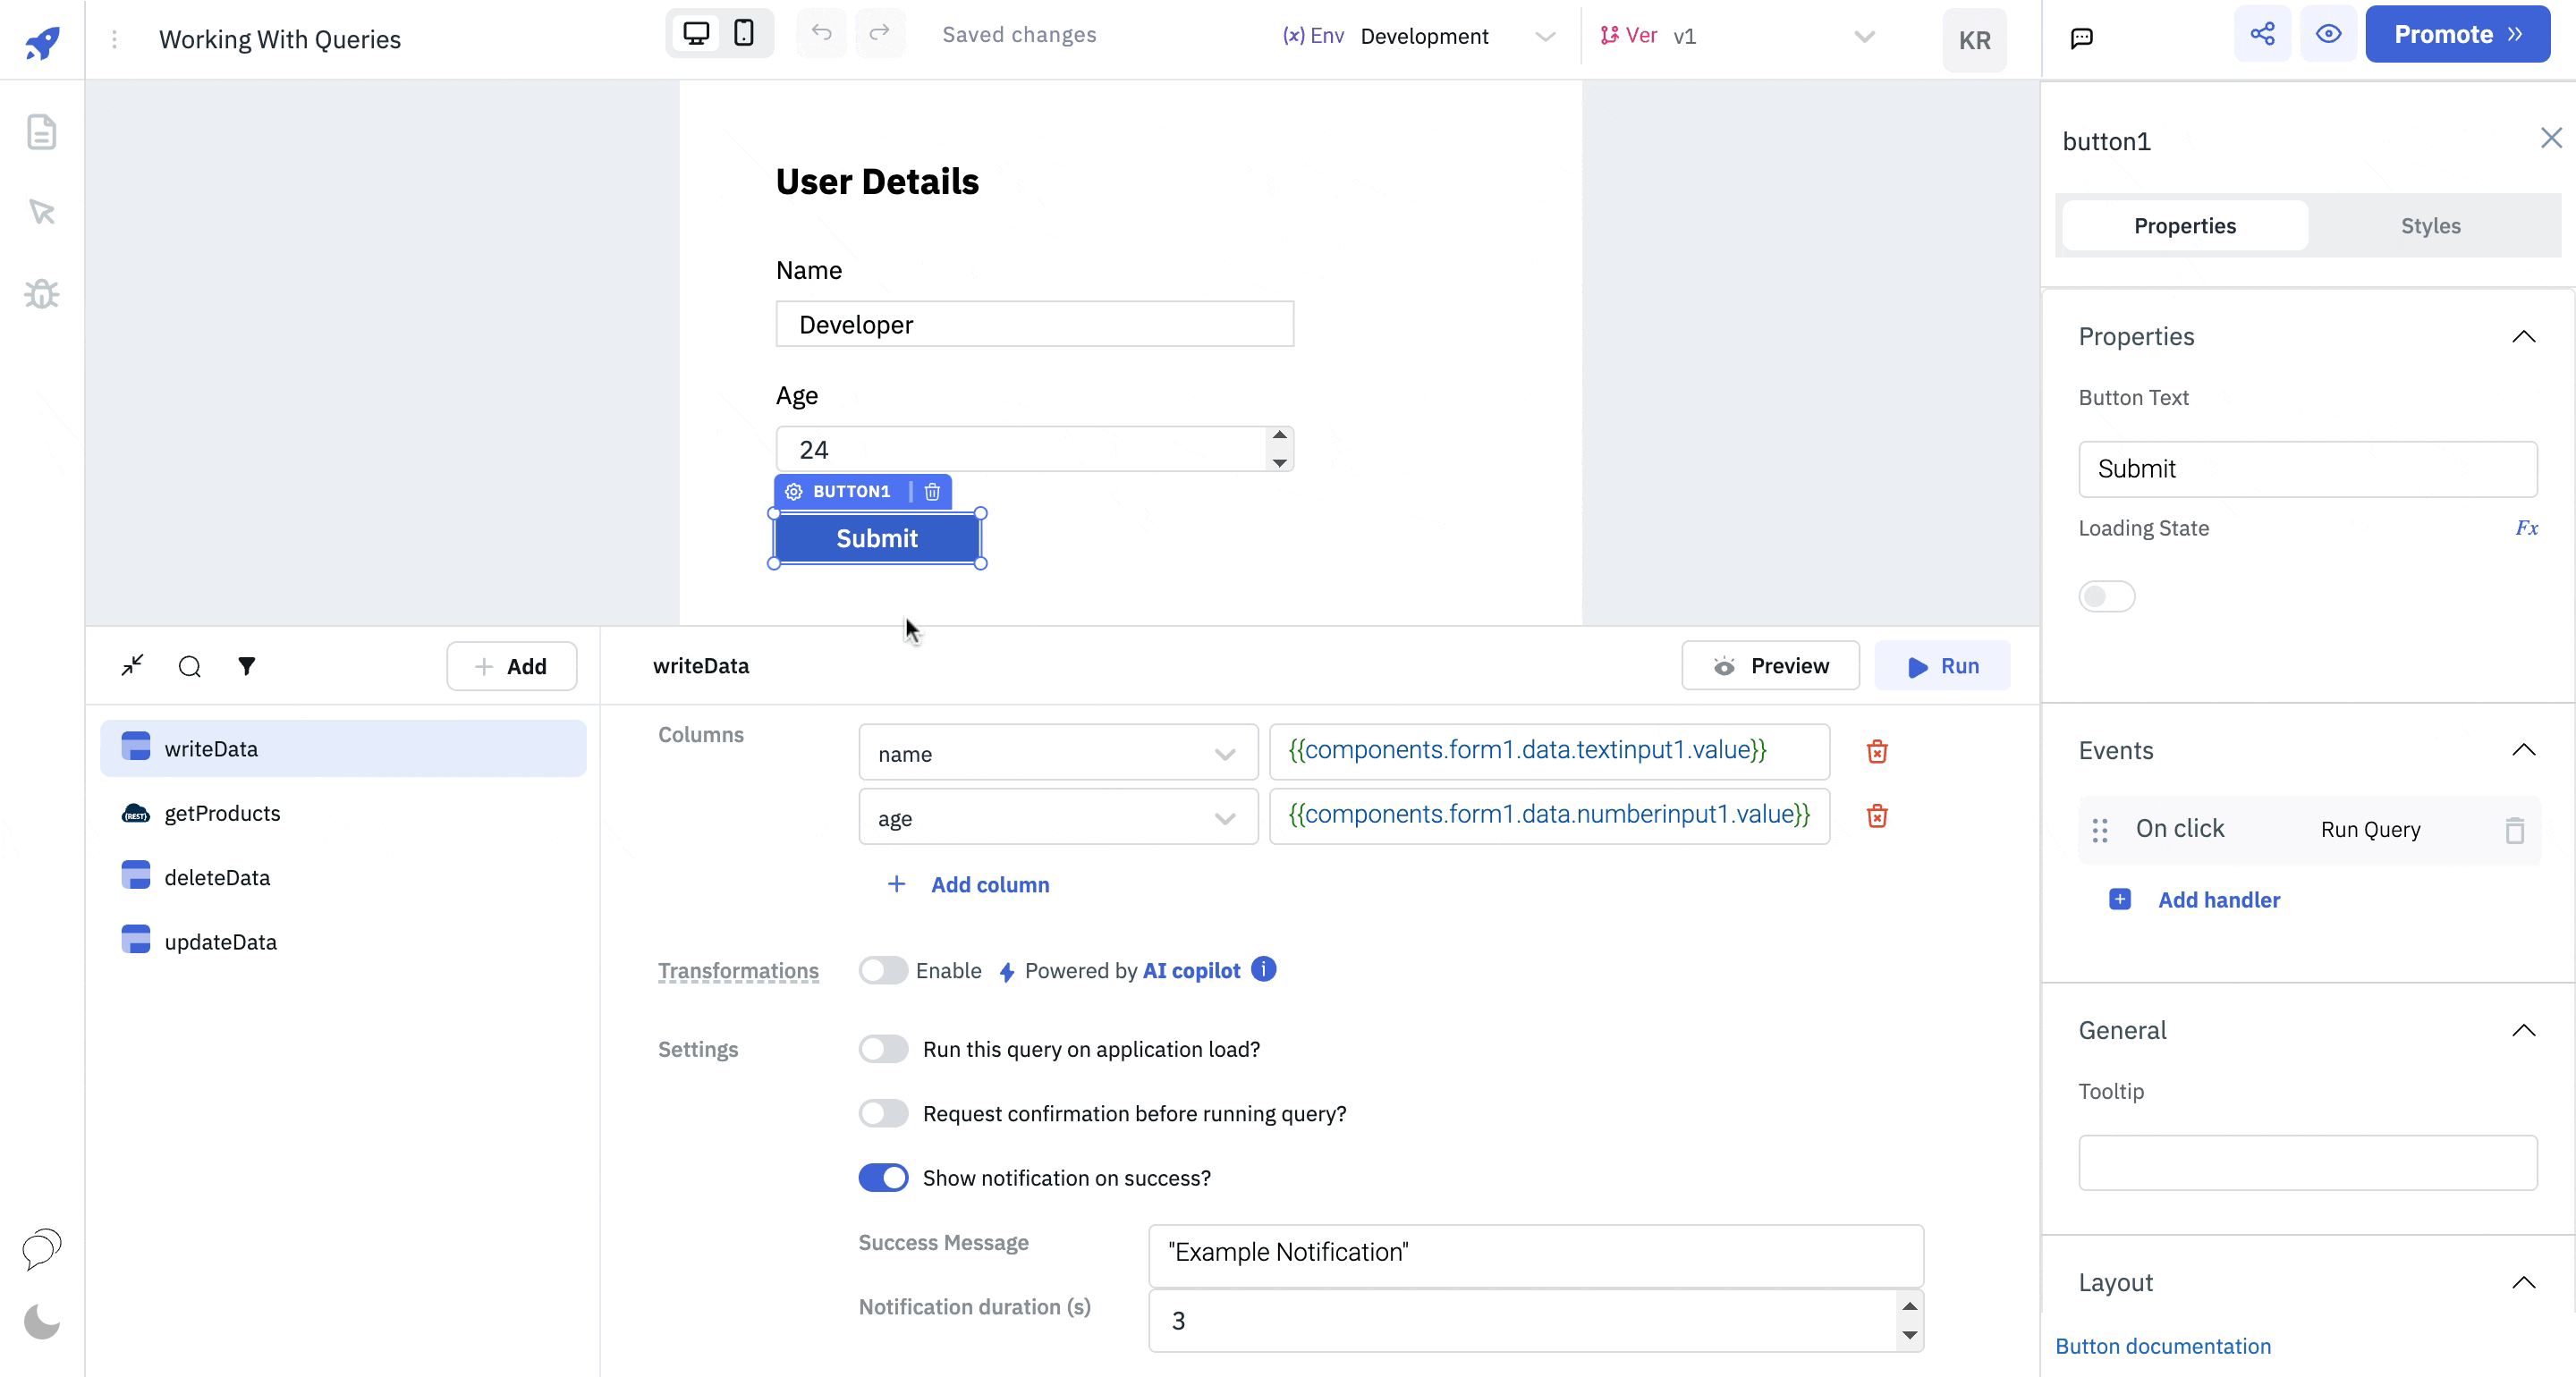 Working With Queries
Saved changes
(x) Env Development
Ver v1
KR
Promote »
User Details
Name
Developer
Age
24
BUTTON1
Submit
button1
Properties Styles
Properties
Button Text
Submit
Loading State Fx
Events
On click Run Query
+ Add handler
General
Tooltip
Layout
Button documentation
+ Add
writeData
(REST) getProducts
deleteData
updateData
writeData
Preview
Run
Columns
name {{components.form1.data.textinput1.value}}
age {{components.form1.data.numberinput1.value}}
+ Add column
Transformations Enable Powered by AI copilot i
Settings
Run this query on application load?
Request confirmation before running query?
Show notification on success?
Success Message "Example Notification"
Notification duration (s) 3